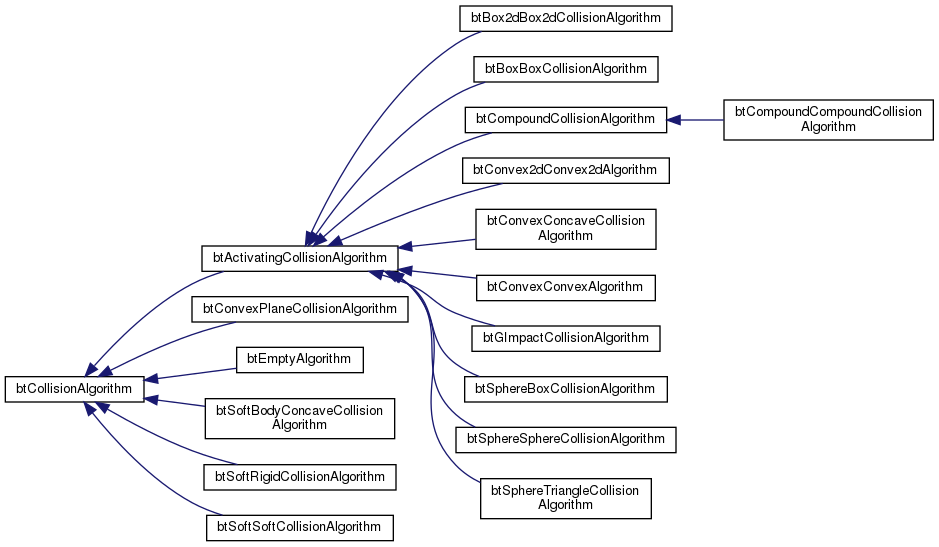 btBox2dBox2dCollisionAlgorithm
btBoxBoxCollisionAlgorithm
btCompoundCollisionAlgorithm
btCompoundCompoundCollision
Algorithm
btConvex2dConvex2dAlgorithm
btConvexConcaveCollision
Algorithm
btActivatingCollisionAlgorithm
btConvexConvexAlgorithm
btConvexPlaneCollisionAlgorithm
btGImpactCollisionAlgorithm
btEmptyAlgorithm
btCollisionAlgorithm
btSphereBoxCollisionAlgorithm
btSoftBodyConcaveCollision
Algorithm
btSphereSphereCollisionAlgorithm
btSoftRigidCollisionAlgorithm
btSphereTriangleCollision
Algorithm
btSoftSoftCollisionAlgorithm